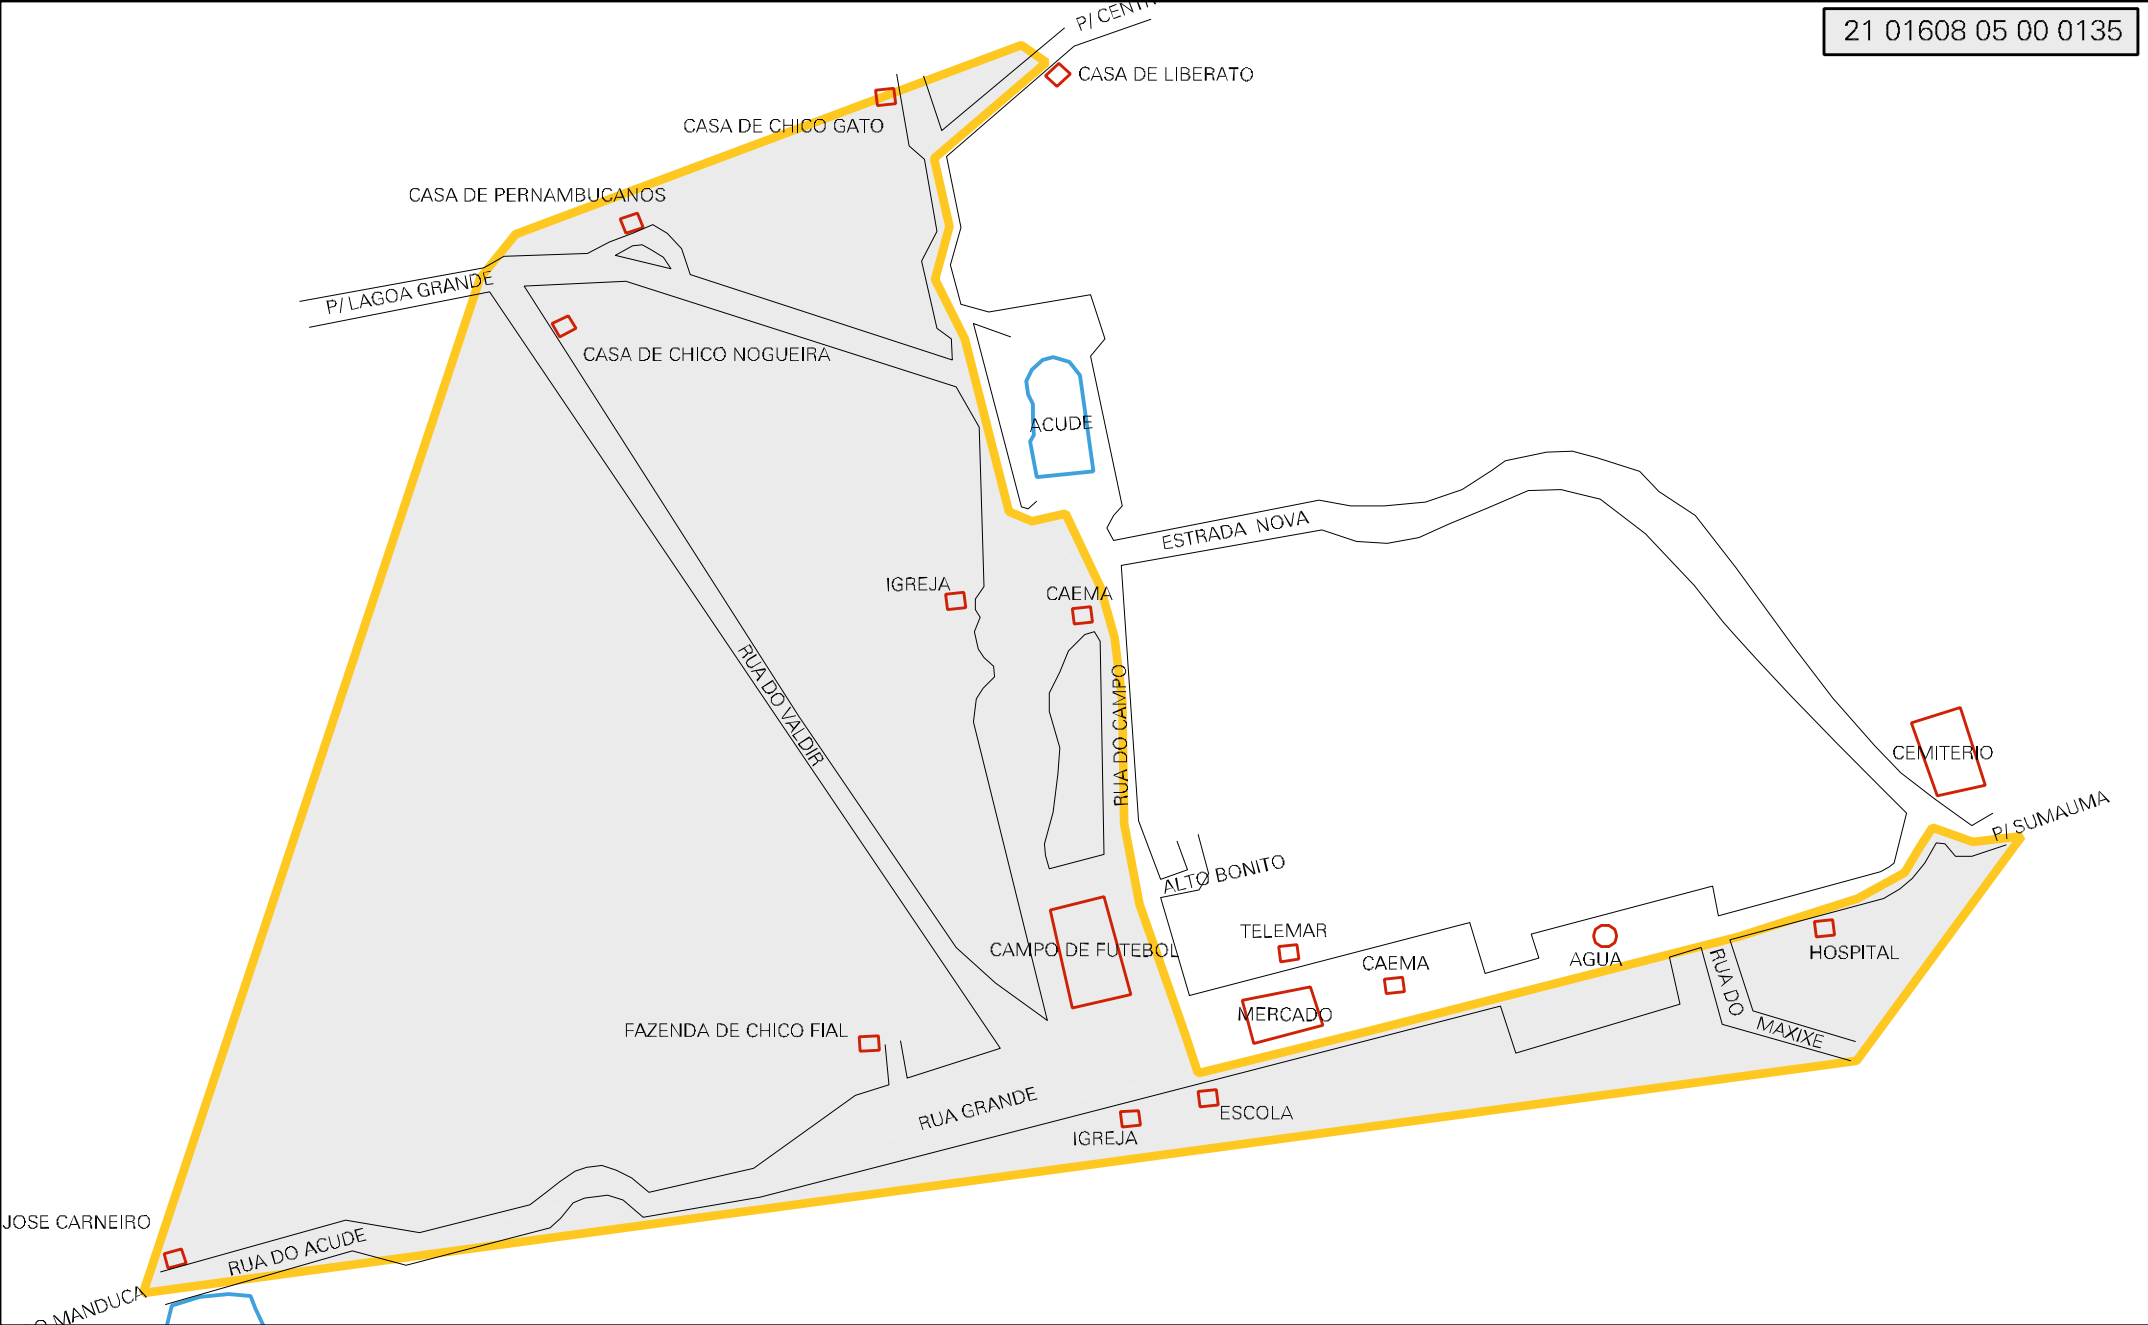 P/ CENTR
21 01608 05 00 0135
CASA DE LIBERATO
CASA DE CHICO GATO
CASA DE PERNAMBUCANOS
P/ LAGOA GRANDE
CASA DE CHICO NOGUEIRA
ACUDE
ESTRADA NOVA
IGREJA
CAEMA
RUA DO VALDIR
RUA DO CAMPO
CEMITERIO
P/ SUMAUMA
ALTO BONITO
TELEMAR
CAMPO DE FUTEBOL
CAEMA
AGUA
HOSPITAL
RUA DO
MAXIXE
MERCADO
FAZENDA DE CHICO FIAL
RUA GRANDE
ESCOLA
IGREJA
JOSE CARNEIRO
RUA DO ACUDE
MANDUCA